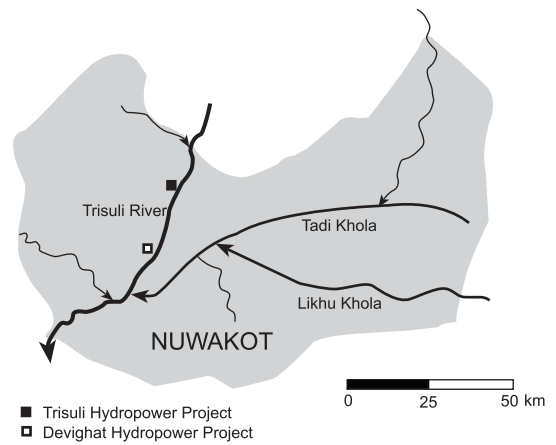 Trisuli River
Tadi Khola
Likhu Khola
NUWAKOT
0 25 50 km
Trisuli Hydropower Project
Devighat Hydropower Project